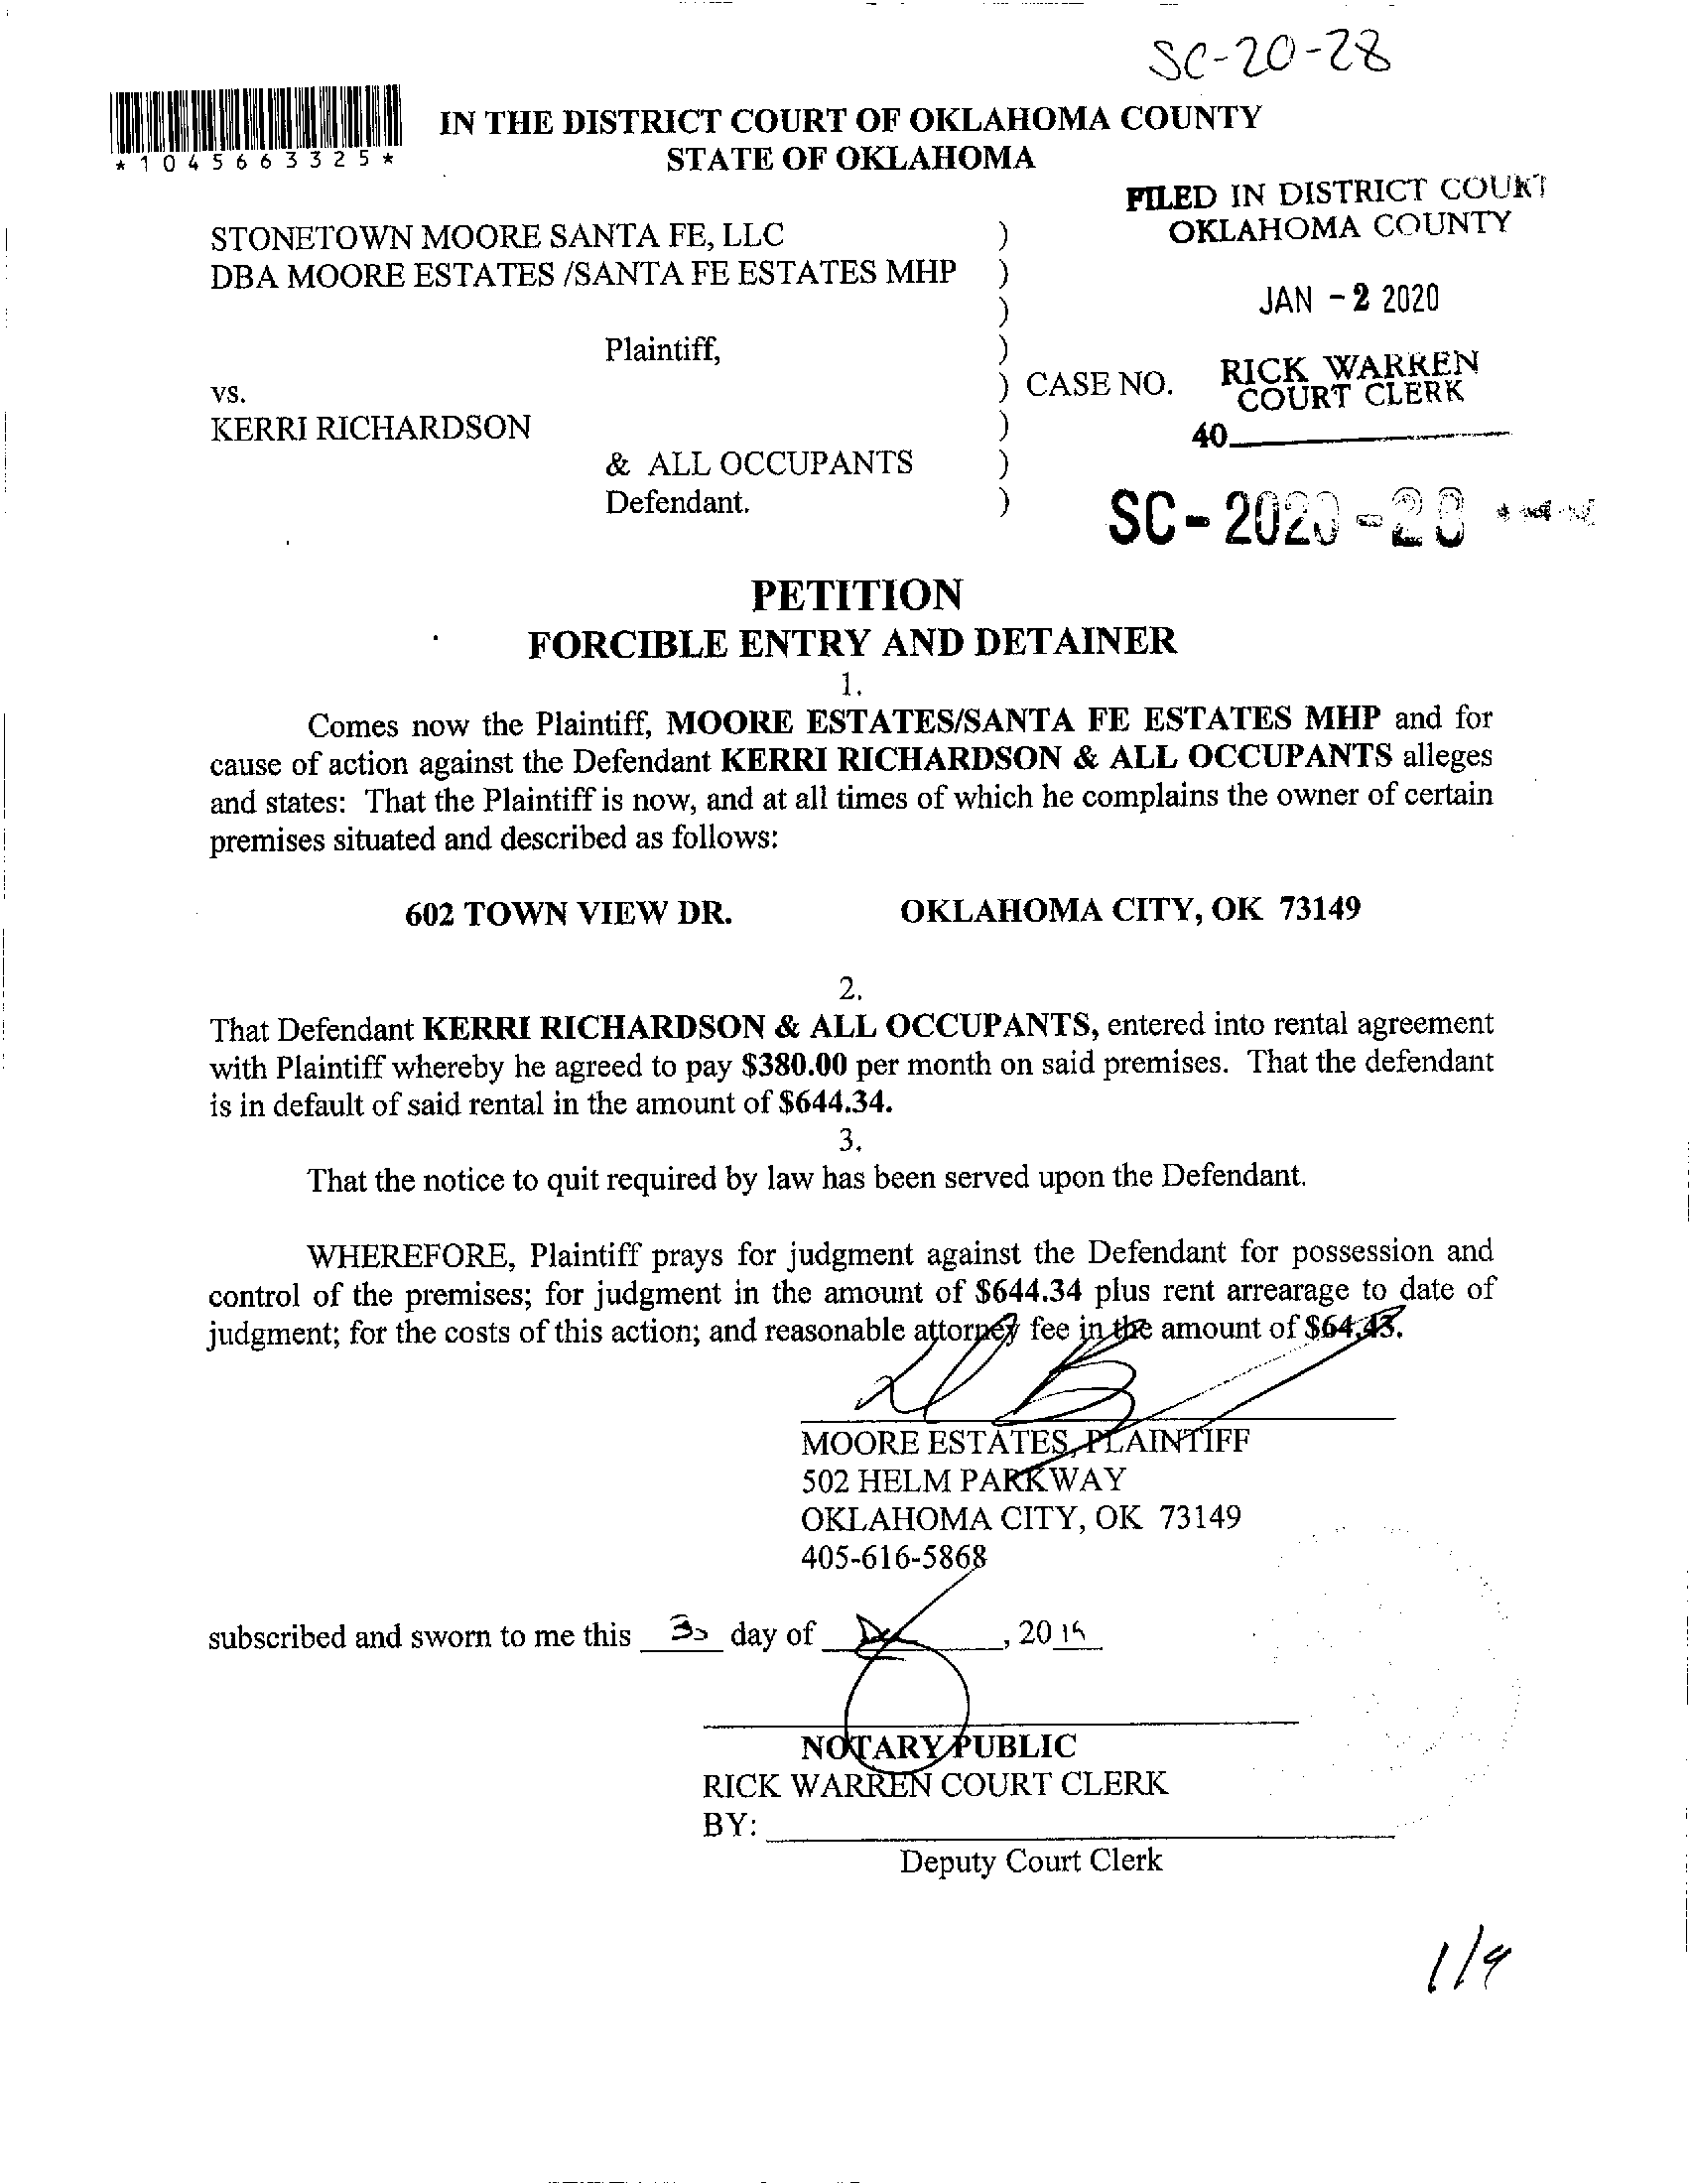 SC-20-28
*1045663325*
IN THE DISTRICT COURT OF OKLAHOMA COUNTY
STATE OF OKLAHOMA
FILED IN DISTRICT COURT
OKLAHOMA COUNTY
STONETOWN MOORE SANTA FE, LLC )
DBA MOORE ESTATES /SANTA FE ESTATES MHP )
)
JAN - 2 2020
Plaintiff, )
vs. ) CASE NO.
RICK WARREN
COURT CLERK
KERRI RICHARDSON )
40
& ALL OCCUPANTS )
Defendant. )
SC - 2020 - 28
PETITION
FORCIBLE ENTRY AND DETAINER
1.
Comes now the Plaintiff, MOORE ESTATES/SANTA FE ESTATES MHP and for
cause of action against the Defendant KERRI RICHARDSON & ALL OCCUPANTS alleges
and states: That the Plaintiff is now, and at all times of which he complains the owner of certain
premises situated and described as follows:
602 TOWN VIEW DR. OKLAHOMA CITY, OK 73149
2.
That Defendant KERRI RICHARDSON & ALL OCCUPANTS, entered into rental agreement
with Plaintiff whereby he agreed to pay $380.00 per month on said premises. That the defendant
is in default of said rental in the amount of $644.34.
3.
That the notice to quit required by law has been served upon the Defendant.
WHEREFORE, Plaintiff prays for judgment against the Defendant for possession and
control of the premises; for judgment in the amount of $644.34 plus rent arrearage to date of
judgment; for the costs of this action; and reasonable attorney fee in the amount of $64.43.
MOORE ESTATES, PLAINTIFF
502 HELM PARKWAY
OKLAHOMA CITY, OK 73149
405-616-5868
subscribed and sworn to me this 30 day of Dec, 2019
NOTARY PUBLIC
RICK WARREN COURT CLERK
BY:
Deputy Court Clerk
1/9